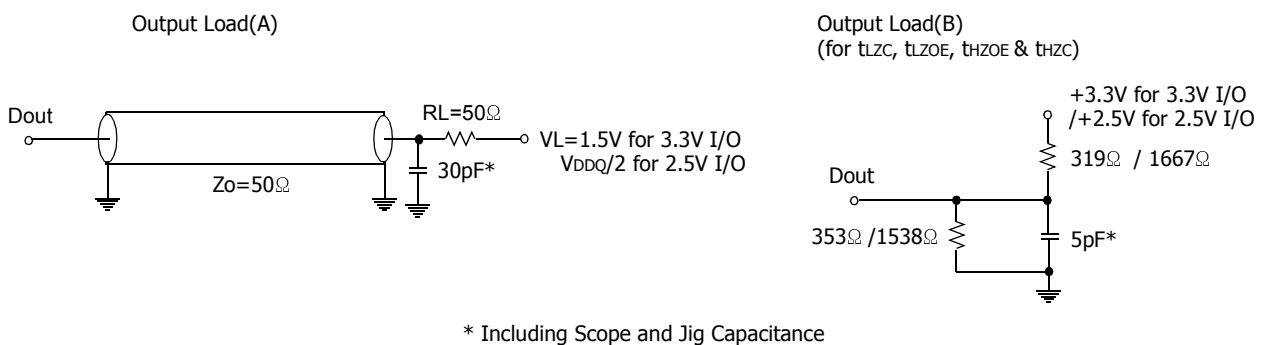 Output Load(A)
Dout
Zo=50Ω
RL=50Ω
30pF*
VL=1.5V for 3.3V I/O
VDDQ/2 for 2.5V I/O
Output Load(B)
(for tLZC, tLZOE, tHZOE & tHZC)
+3.3V for 3.3V I/O
/+2.5V for 2.5V I/O
319Ω / 1667Ω
Dout
353Ω /1538Ω
5pF*
* Including Scope and Jig Capacitance